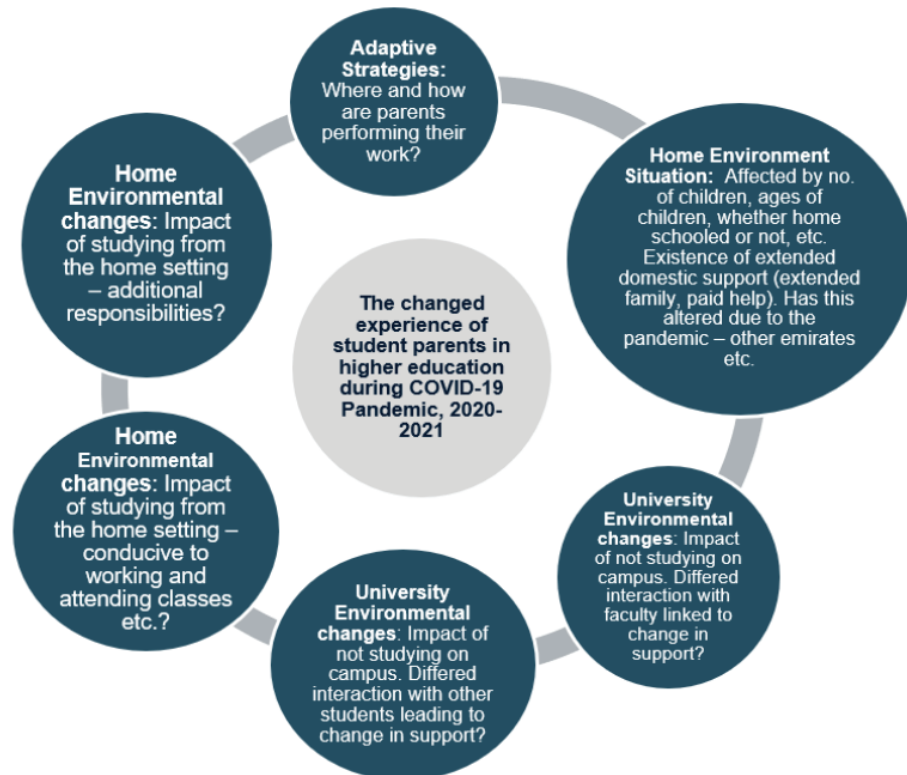 Adaptive
Strategies:
Where and how
are parents
performing their
work?
Home Environment
Situation: Affected by no.
of children, ages of
children, whether home
schooled or not, etc.
Existence of extended
domestic support (extended
family, paid help). Has this
altered due to the
pandemic – other emirates
etc.
University
Environmental
changes: Impact
of not studying on
campus. Differed
interaction with
faculty linked to
change in
support?
University
Environmental
changes: Impact of
not studying on
campus. Differed
interaction with other
students leading to
change in support?
Home
Environmental
changes: Impact
of studying from
the home setting –
conducive to
working and
attending classes
etc.?
Home
Environmental
changes: Impact
of studying from
the home setting
– additional
responsibilities?
The changed
experience of
student parents in
higher education
during COVID-19
Pandemic, 2020-
2021